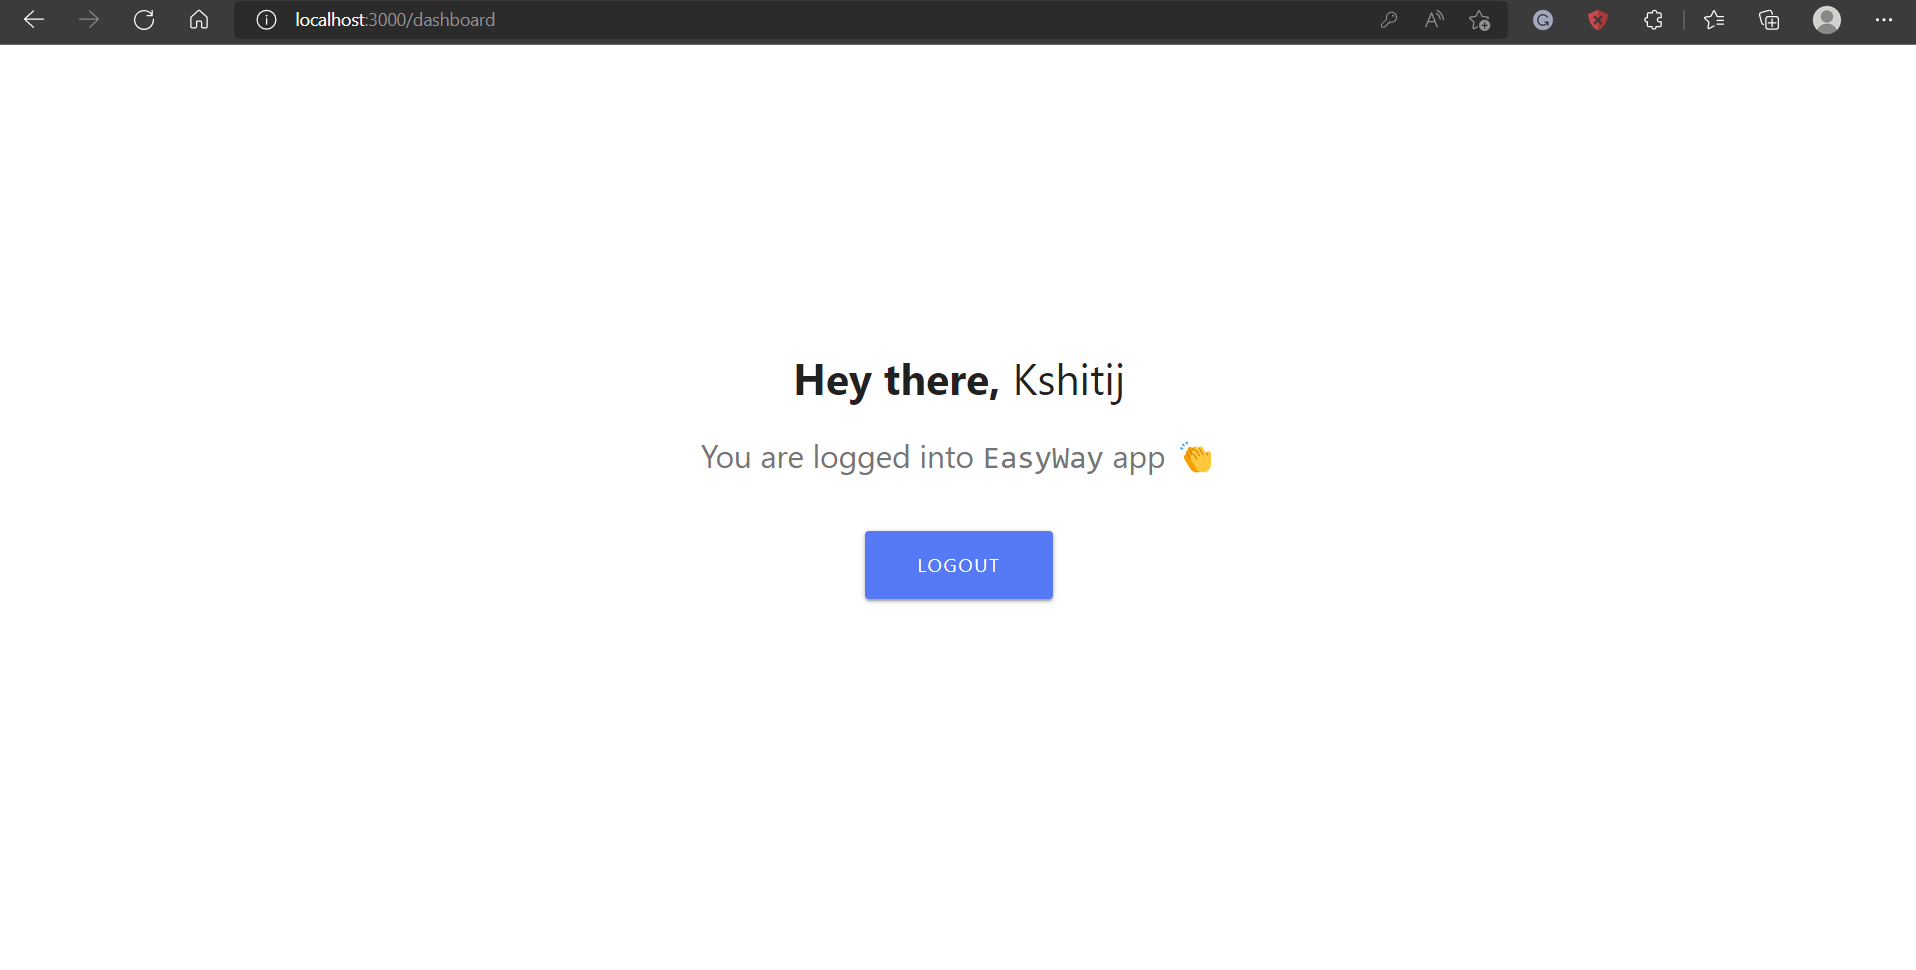 localhost:3000/dashboard
Hey there, Kshitij
You are logged into EasyWay app 👏
LOGOUT